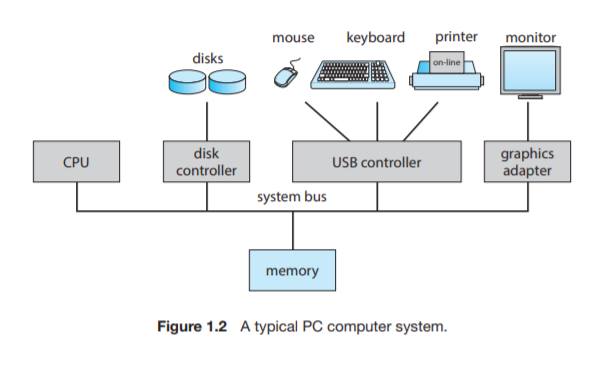 mouse
keyboard
printer
monitor
disks
on-line
CPU
disk
controller
USB controller
graphics
adapter
system bus
memory
Figure 1.2 A typical PC computer system.